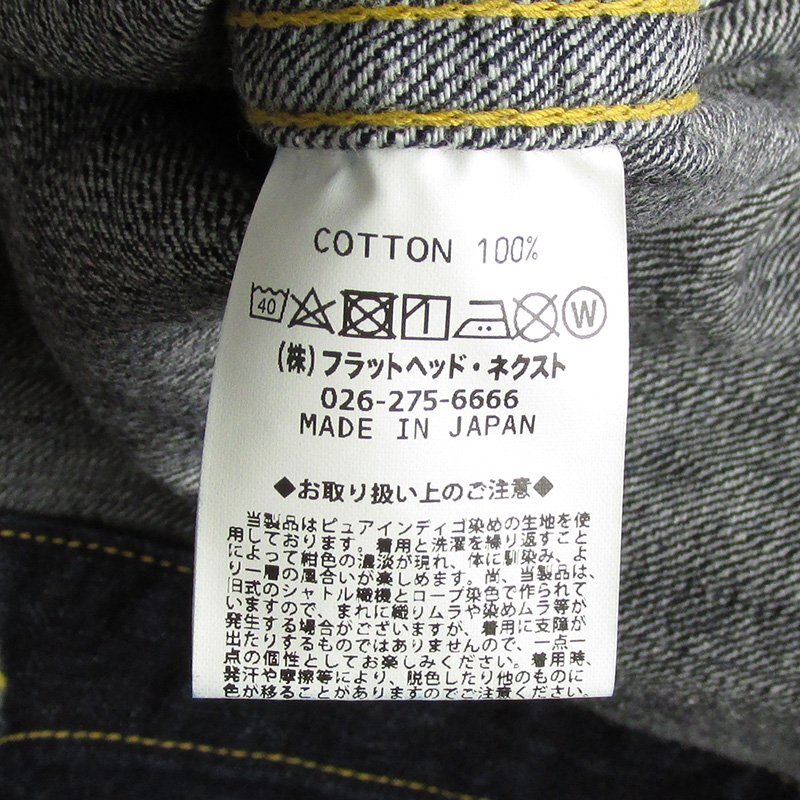 COTTON 100%
40 W
(株)フラットヘッド・ネクスト
026-275-6666
MADE IN JAPAN
◆お取り扱い上のご注意◆
当製品はピュアインディゴ染めの生地を使
用しております。着用と洗濯を繰り返すこと
によって紺色の濃淡が現れ、体に馴染み、よ
り一層の風合いが楽しめます。尚、当製品は、
旧式のシャトル織機とロープ染色で作られて
いますので、まれに織りムラや染めムラ等が
発生する場合がございますが、着用に支障が
出たりするものではありませんので、一点一
点の個性としてお楽しみください。着用時、
発汗や摩擦等により、脱色したり他のものに
色が移ることがありますのでご注意ください。